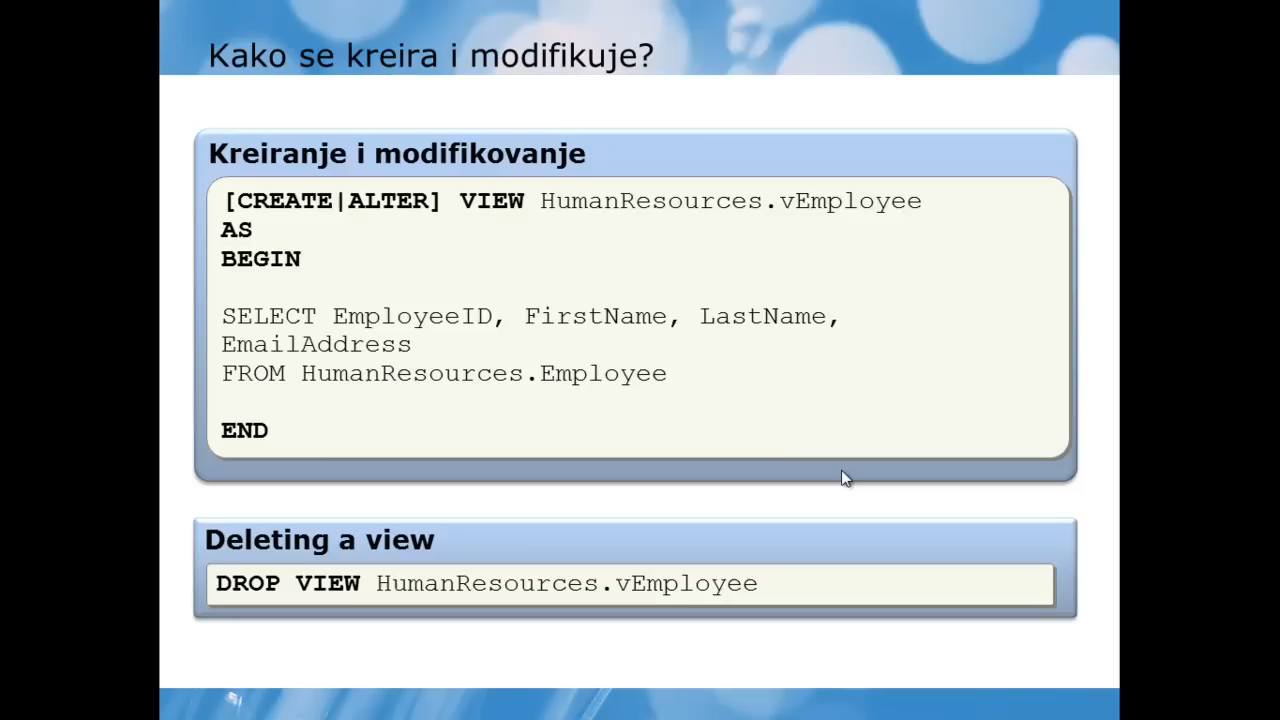 Kako se kreira i modifikuje?
Kreiranje i modifikovanje
[CREATE|ALTER] VIEW HumanResources.vEmployee
AS
BEGIN
SELECT EmployeeID, FirstName, LastName,
EmailAddress
FROM HumanResources.Employee
END
Deleting a view
DROP VIEW HumanResources.vEmployee